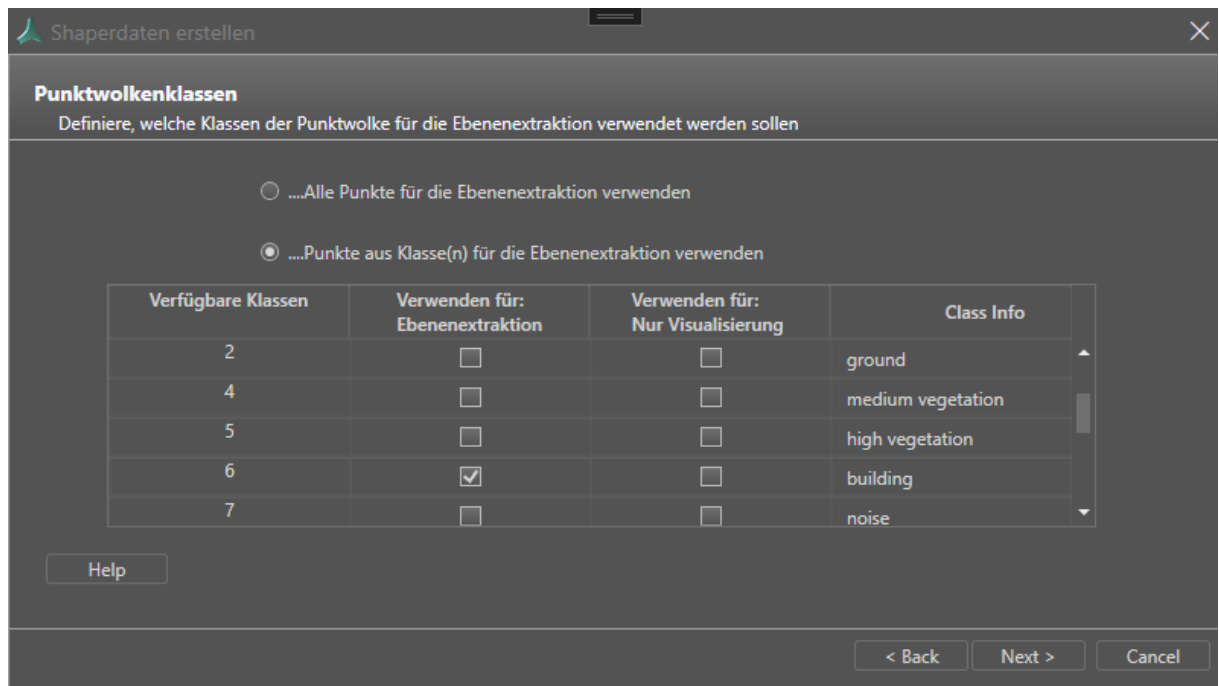 Shaperdaten erstellen
Punktwolkenklassen
Definiere, welche Klassen der Punktwolke für die Ebenenextraktion verwendet werden sollen
....Alle Punkte für die Ebenenextraktion verwenden
....Punkte aus Klasse(n) für die Ebenenextraktion verwenden
Verfügbare Klassen
Verwenden für:
Ebenenextraktion
Verwenden für:
Nur Visualisierung
Class Info
2 ground
4 medium vegetation
5 high vegetation
6 building
7 noise
Help
< Back Next > Cancel